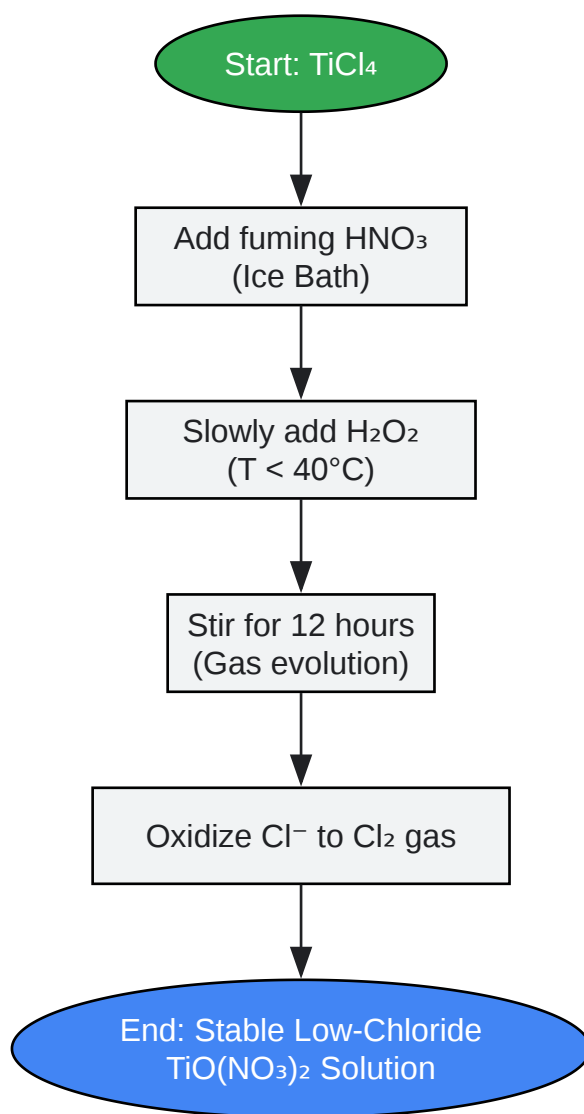 Start: TiCl₄
Add fuming HNO₃
(Ice Bath)
Slowly add H₂O₂
(T < 40°C)
Stir for 12 hours
(Gas evolution)
Oxidize Cl⁻ to Cl₂ gas
End: Stable Low-Chloride
TiO(NO₃)₂ Solution